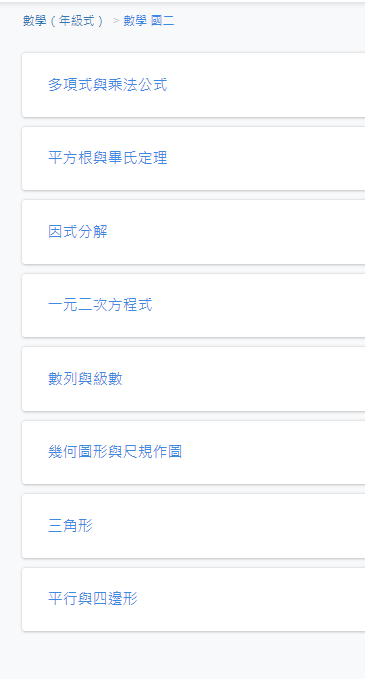 數學（年級式） > 數學 國二
多項式與乘法公式
平方根與畢氏定理
因式分解
一元二次方程式
數列與級數
幾何圖形與尺規作圖
三角形
平行與四邊形